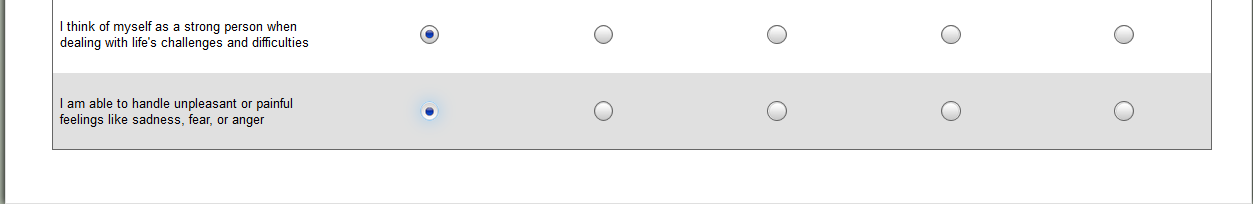 I think of myself as a strong person when
dealing with life's challenges and difficulties
I am able to handle unpleasant or painful
feelings like sadness, fear, or anger